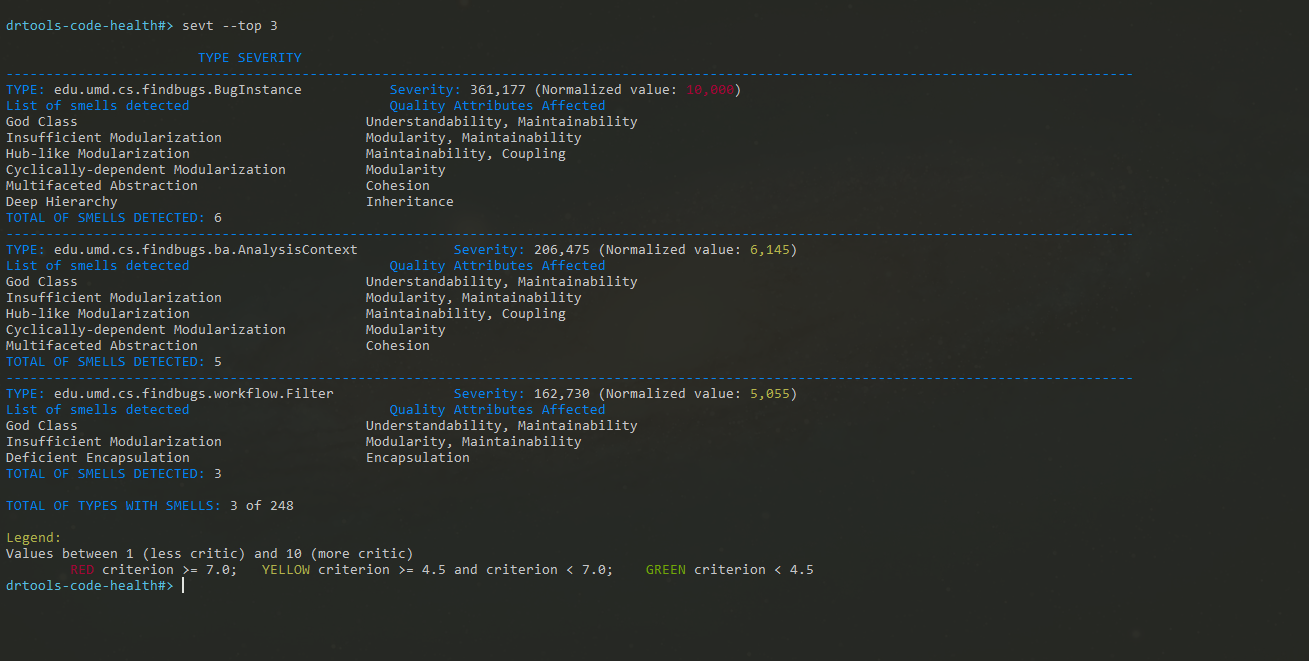 drtools-code-health#> sevt --top 3
TYPE SEVERITY
--------------------------------------------------------------------------------------------------------------------------------------------
TYPE: edu.umd.cs.findbugs.BugInstance Severity: 361,177 (Normalized value: 10,000)
List of smells detected Quality Attributes Affected
God Class Understandability, Maintainability
Insufficient Modularization Modularity, Maintainability
Hub-like Modularization Maintainability, Coupling
Cyclically-dependent Modularization Modularity
Multifaceted Abstraction Cohesion
Deep Hierarchy Inheritance
TOTAL OF SMELLS DETECTED: 6
--------------------------------------------------------------------------------------------------------------------------------------------
TYPE: edu.umd.cs.findbugs.ba.AnalysisContext Severity: 206,475 (Normalized value: 6,145)
List of smells detected Quality Attributes Affected
God Class Understandability, Maintainability
Insufficient Modularization Modularity, Maintainability
Hub-like Modularization Maintainability, Coupling
Cyclically-dependent Modularization Modularity
Multifaceted Abstraction Cohesion
TOTAL OF SMELLS DETECTED: 5
--------------------------------------------------------------------------------------------------------------------------------------------
TYPE: edu.umd.cs.findbugs.workflow.Filter Severity: 162,730 (Normalized value: 5,055)
List of smells detected Quality Attributes Affected
God Class Understandability, Maintainability
Insufficient Modularization Modularity, Maintainability
Deficient Encapsulation Encapsulation
TOTAL OF SMELLS DETECTED: 3
TOTAL OF TYPES WITH SMELLS: 3 of 248
Legend:
Values between 1 (less critic) and 10 (more critic)
RED criterion >= 7.0; YELLOW criterion >= 4.5 and criterion < 7.0; GREEN criterion < 4.5
drtools-code-health#>